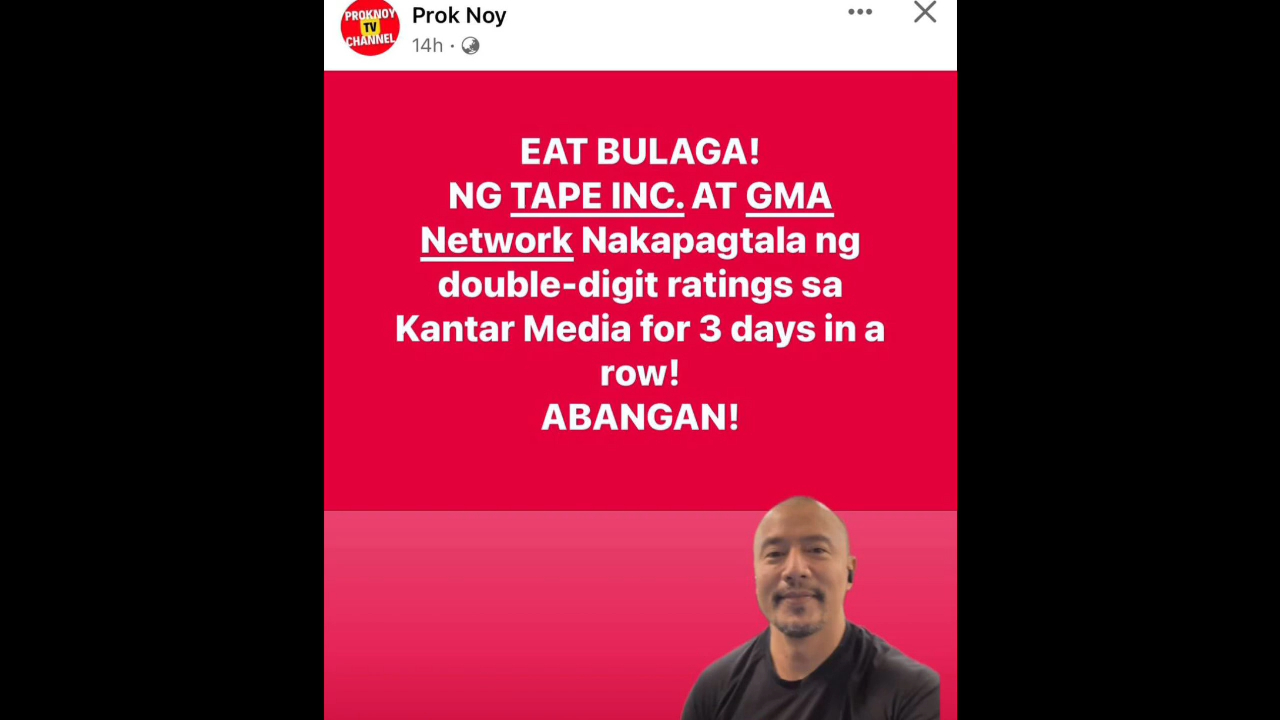 PROKNOY
TV
CHANNEL
Prok Noy
14h ·
EAT BULAGA!
NG TAPE INC. AT GMA
Network Nakapagtala ng
double-digit ratings sa
Kantar Media for 3 days in a
row!
ABANGAN!